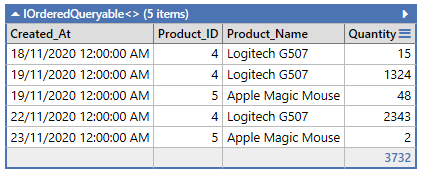 IOrderedQueryable<> (5 items)
Created_At Product_ID Product_Name Quantity
18/11/2020 12:00:00 AM 4 Logitech G507 15
19/11/2020 12:00:00 AM 4 Logitech G507 1324
19/11/2020 12:00:00 AM 5 Apple Magic Mouse 48
22/11/2020 12:00:00 AM 4 Logitech G507 2343
23/11/2020 12:00:00 AM 5 Apple Magic Mouse 2
3732